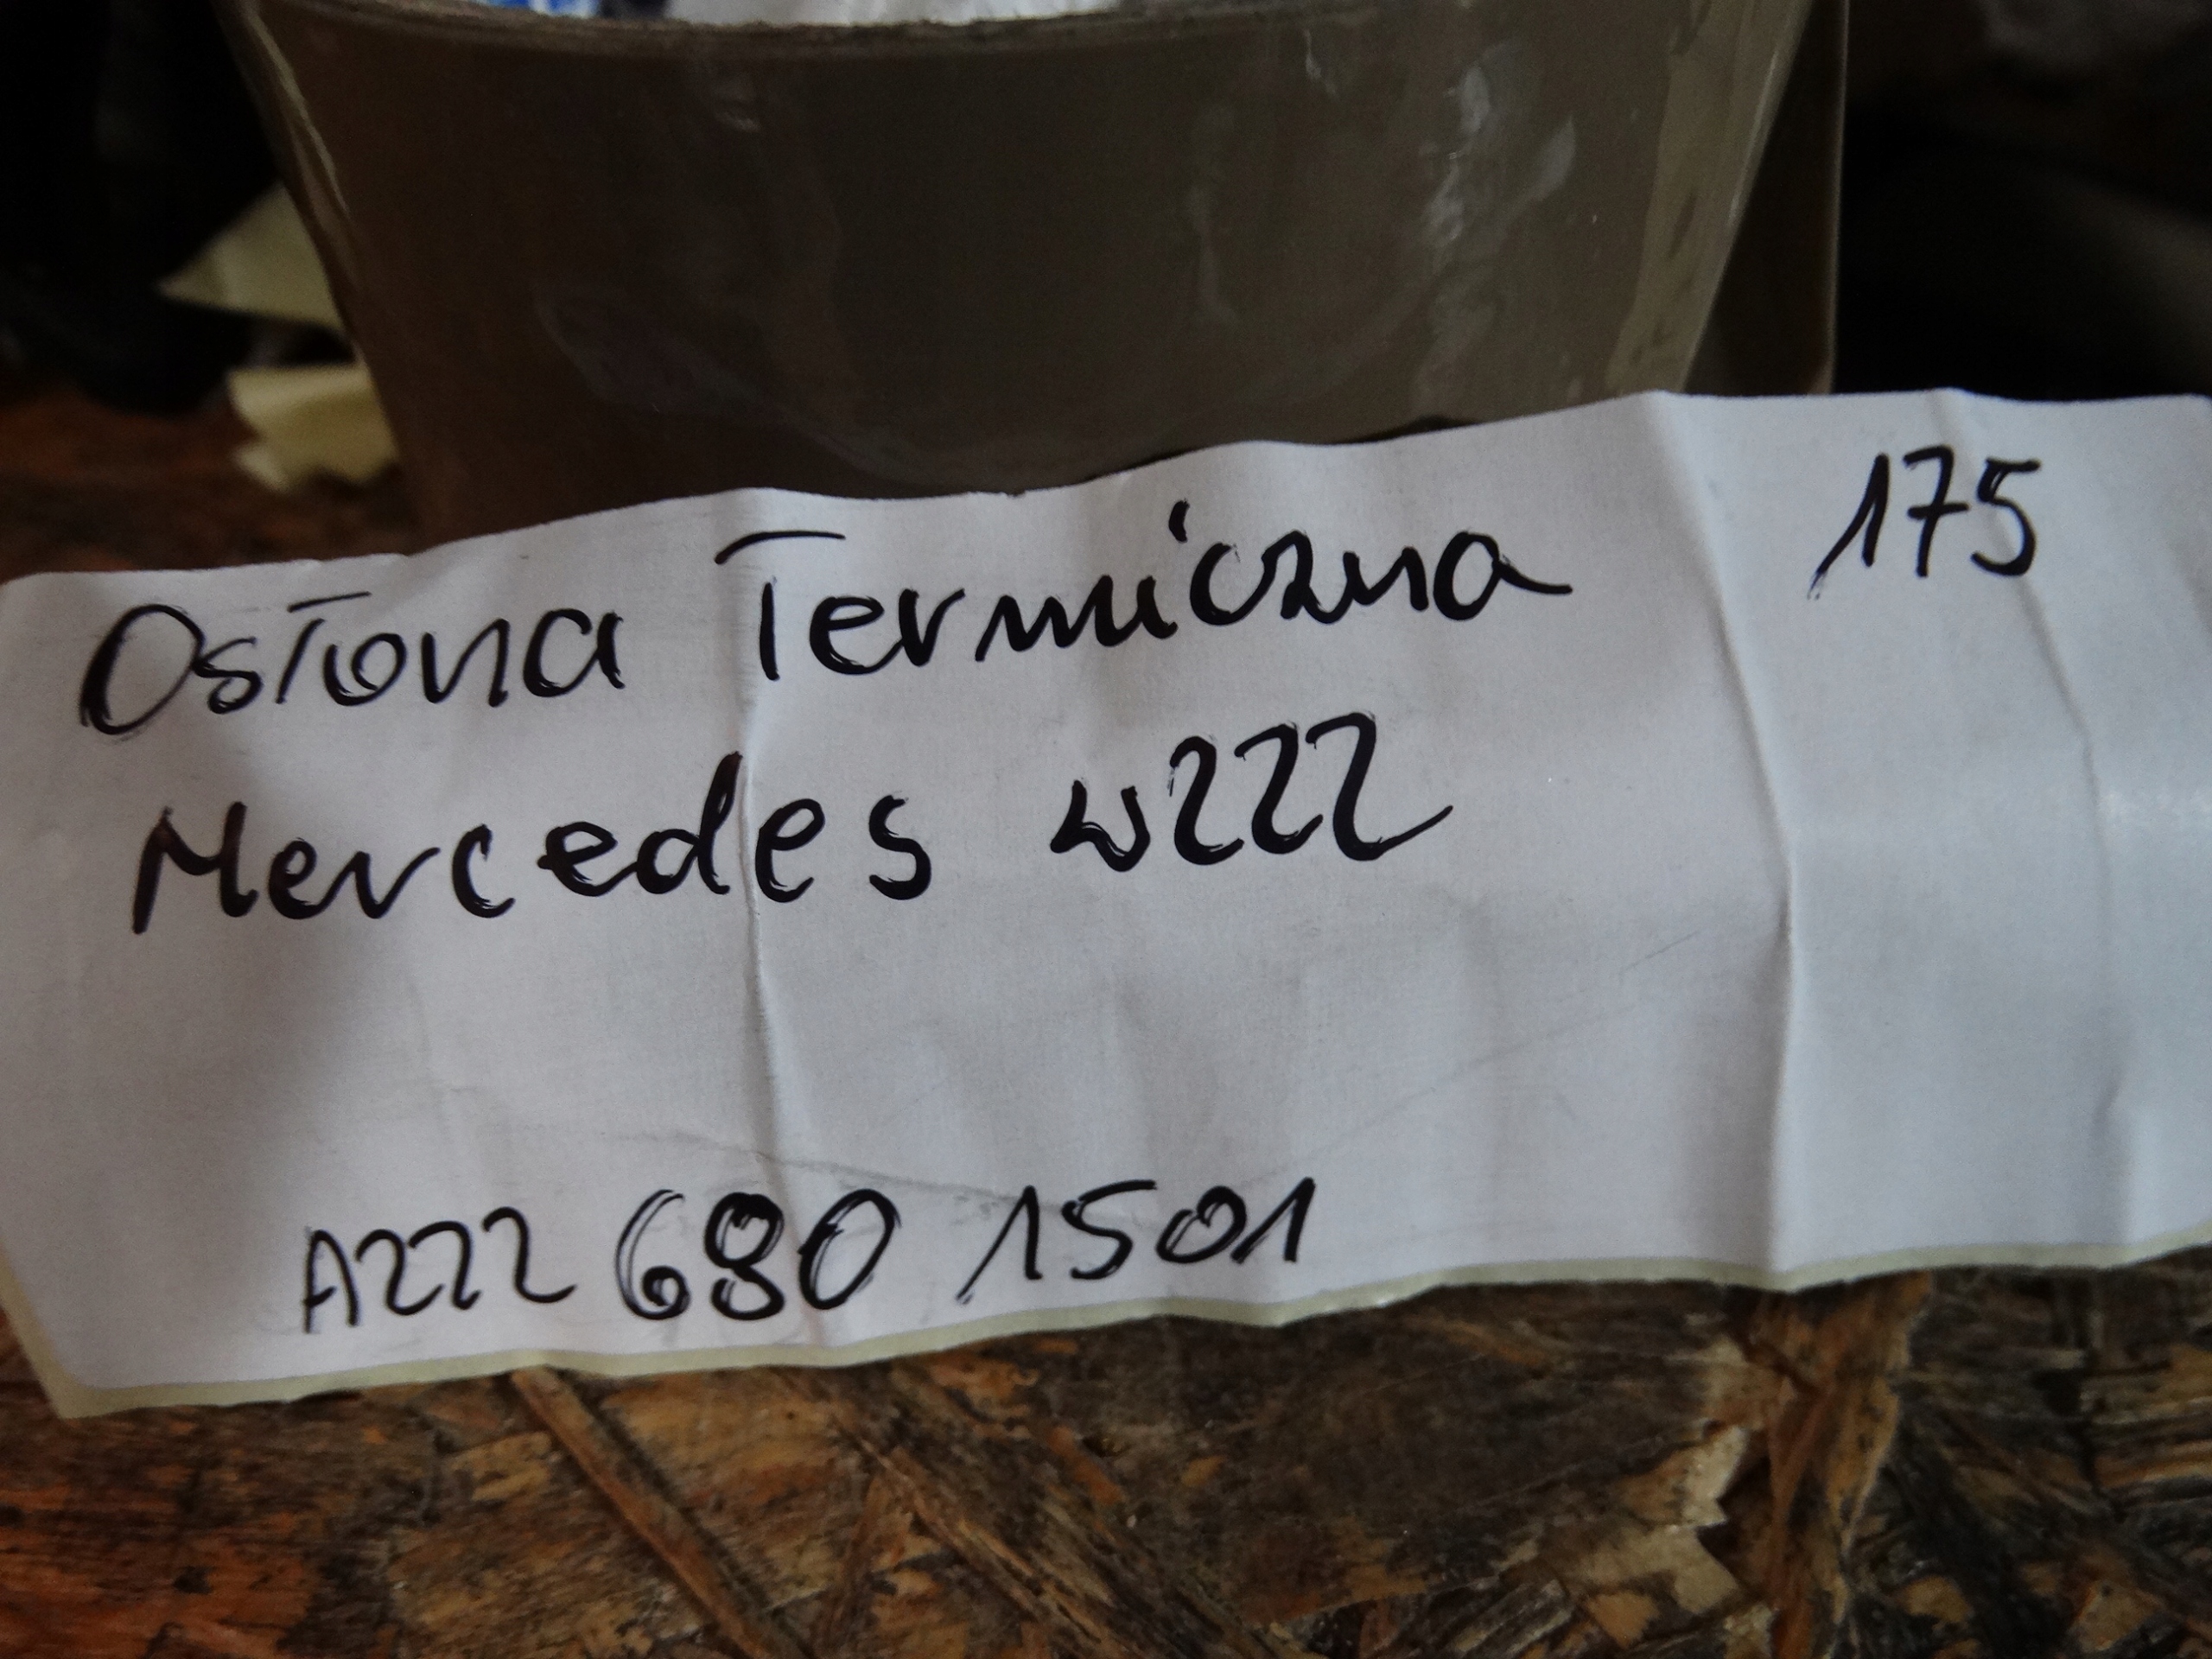 Osłona Termiczna 175
Mercedes w222
A222 680 1501